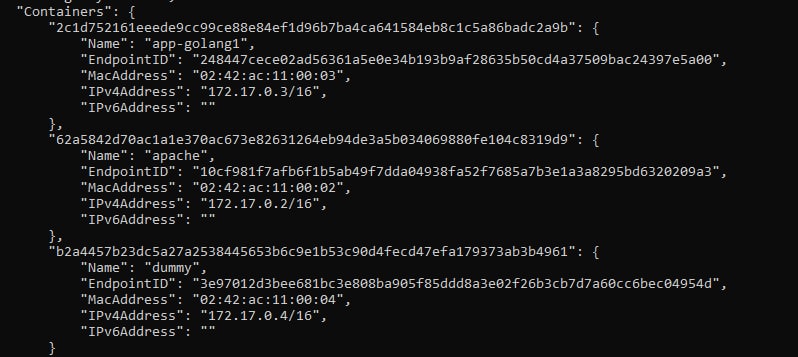 "Containers": {
"2c1d752161eeede9cc99ce88e84ef1d96b7ba4ca641584eb8c1c5a86badc2a9b": {
"Name": "app-golang1",
"EndpointID": "248447cece02ad56361a5e0e34b193b9af28635b50cd4a37509bac24397e5a00",
"MacAddress": "02:42:ac:11:00:03",
"IPv4Address": "172.17.0.3/16",
"IPv6Address": ""
},
"62a5842d70ac1a1e370ac673e82631264eb94de3a5b034069880fe104c8319d9": {
"Name": "apache",
"EndpointID": "10cf981f7afb6f1b5ab49f7dda04938fa52f7685a7b3e1a3a8295bd6320209a3",
"MacAddress": "02:42:ac:11:00:02",
"IPv4Address": "172.17.0.2/16",
"IPv6Address": ""
},
"b2a4457b23dc5a27a2538445653b6c9e1b53c90d4fecd47efa179373ab3b4961": {
"Name": "dummy",
"EndpointID": "3e97012d3bee681bc3e808ba905f85ddd8a3e02f26b3cb7d7a60cc6bec04954d",
"MacAddress": "02:42:ac:11:00:04",
"IPv4Address": "172.17.0.4/16",
"IPv6Address": ""
}